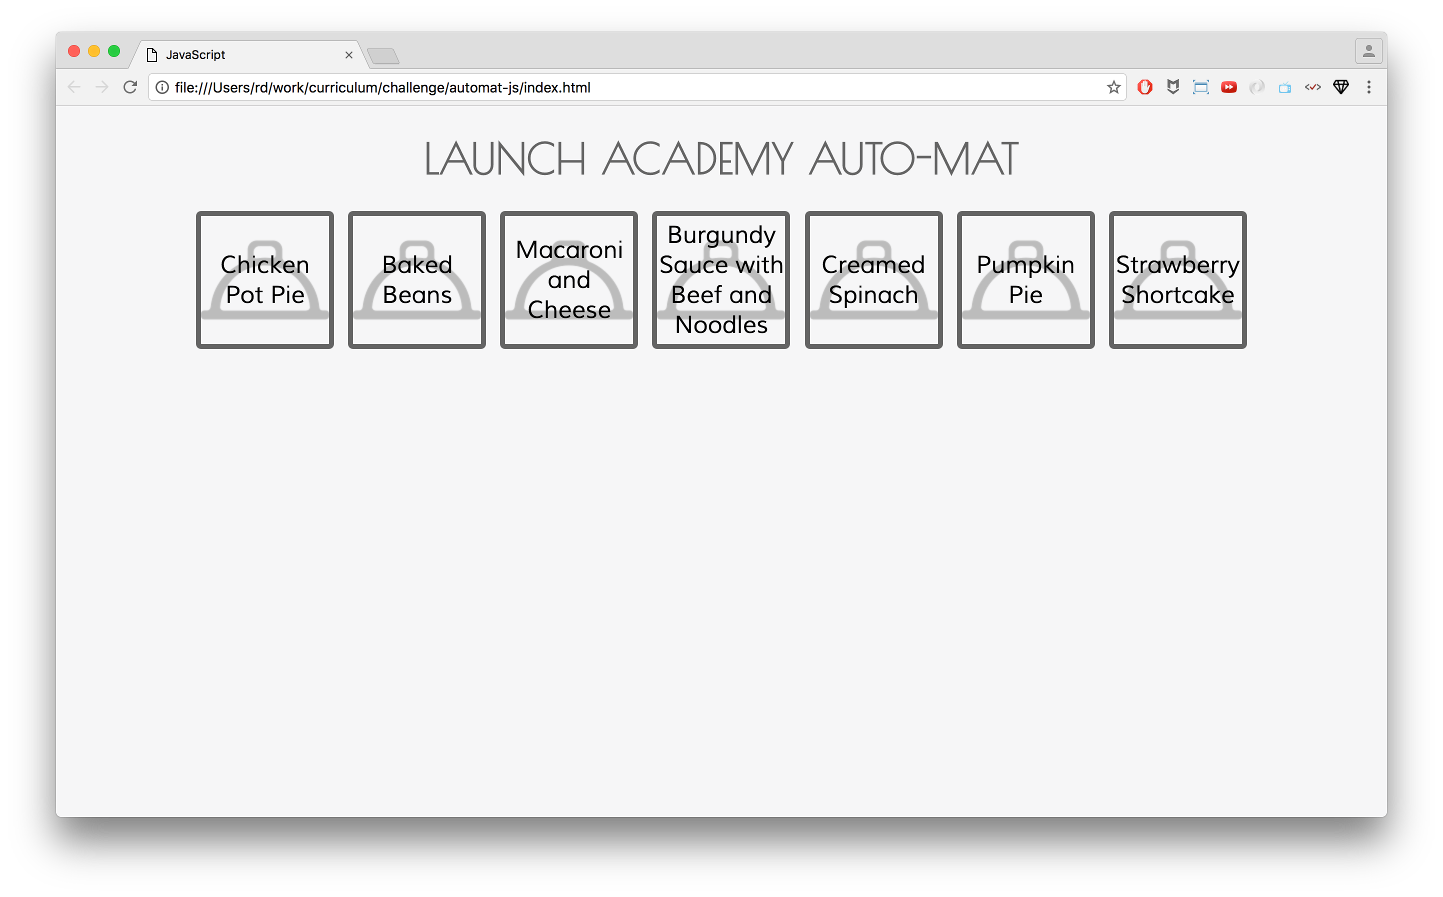 JavaScript
file:///Users/rd/work/curriculum/challenge/automat-js/index.html
LAUNCH ACADEMY AUTO-MAT
Chicken
Pot Pie
Baked
Beans
Macaroni
and
Cheese
Burgundy
Sauce with
Beef and
Noodles
Creamed
Spinach
Pumpkin
Pie
Strawberry
Shortcake